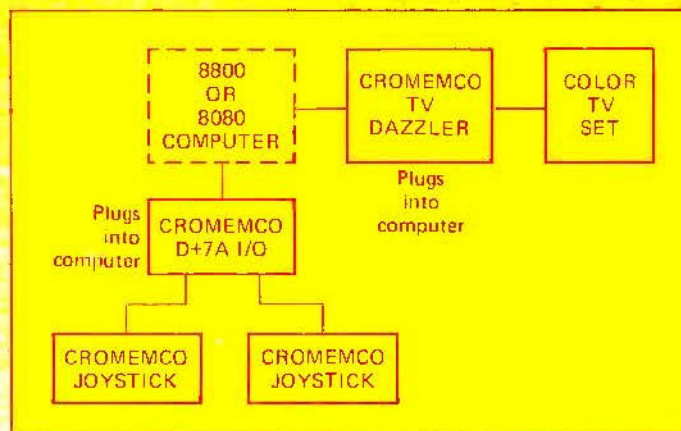 8800
OR
8080
COMPUTER
CROMEMCO
TV
DAZZLER
COLOR
TV
SET
Plugs
into
computer
Plugs
into
computer
CROMEMCO
D+7A I/O
CROMEMCO
JOYSTICK
CROMEMCO
JOYSTICK